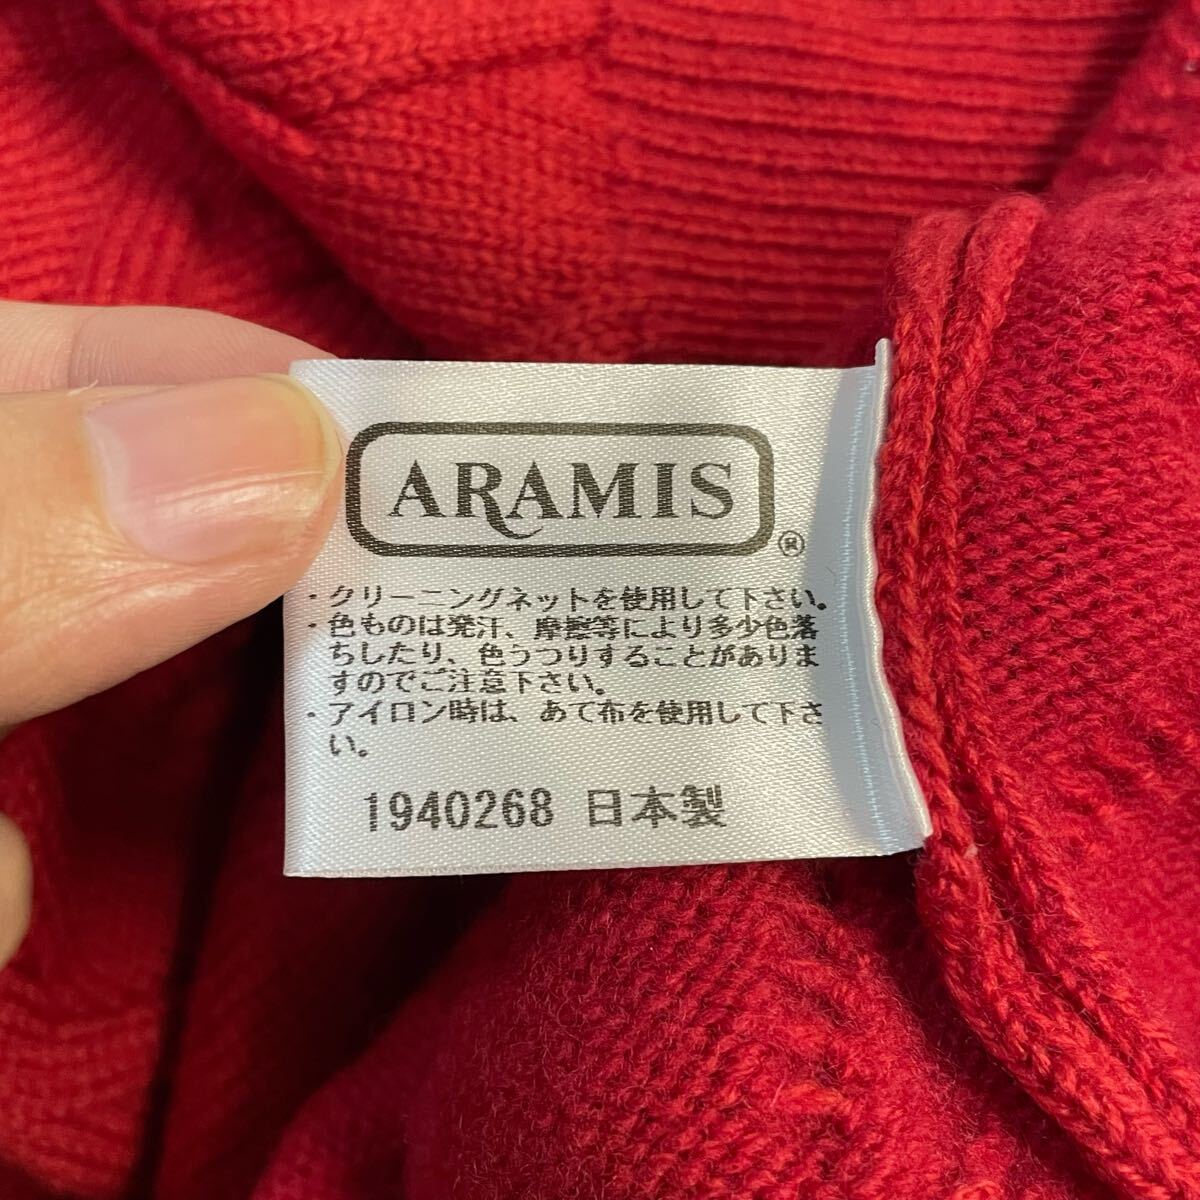 ARAMIS®
・クリーニングネットを使用して下さい。
・色ものは発汗、摩擦等により多少色落
ちしたり、色うつりすることがありま
すのでご注意下さい。
・アイロン時は、あて布を使用して下さ
い。
1940268 日本製